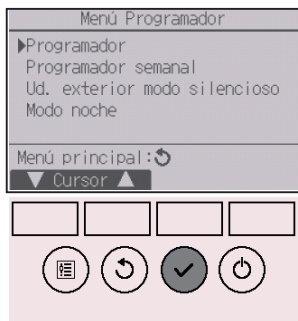 Menú Programador
Programador
Programador semanal
Ud. exterior modo silencioso
Modo noche
Menú principal:
Cursor